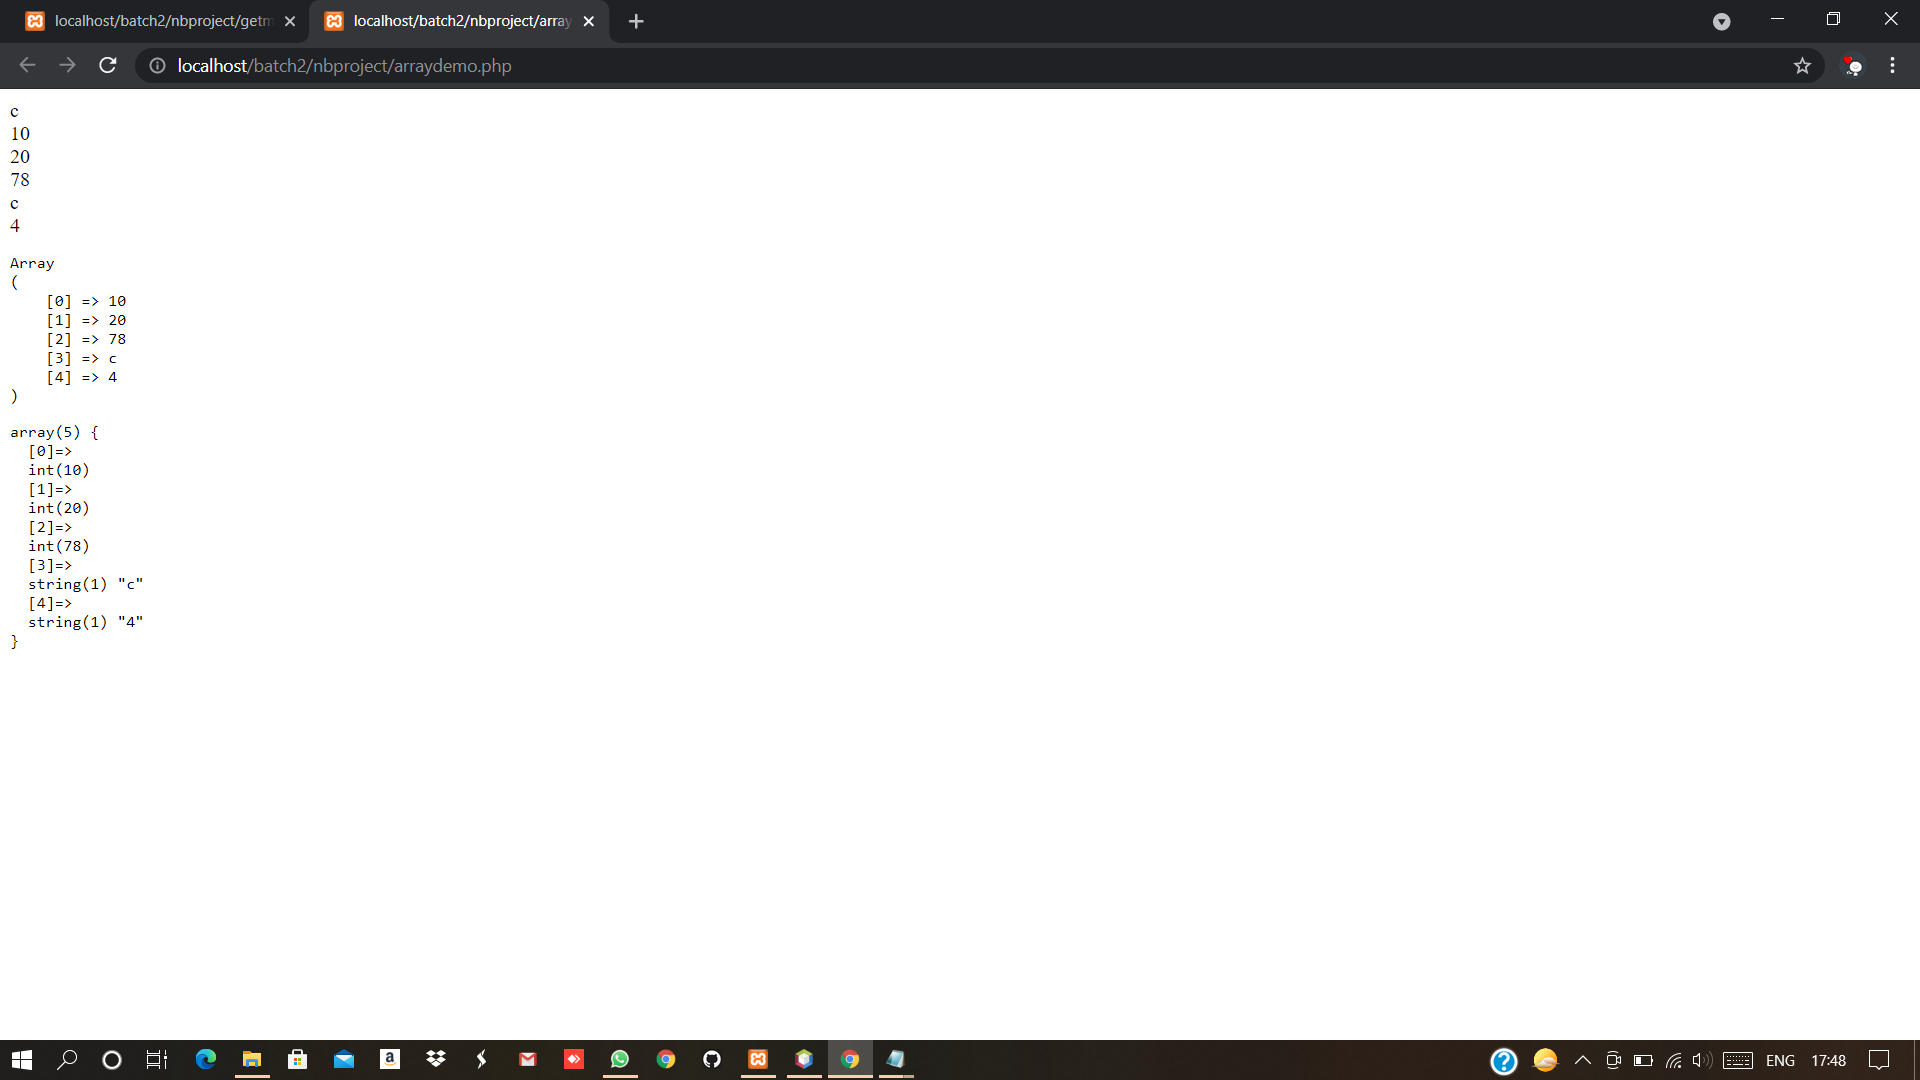 localhost/batch2/nbproject/getm
localhost/batch2/nbproject/array
localhost/batch2/nbproject/arraydemo.php
c
10
20
78
c
4
Array
(
    [0] => 10
    [1] => 20
    [2] => 78
    [3] => c
    [4] => 4
)
array(5) {
  [0]=>
  int(10)
  [1]=>
  int(20)
  [2]=>
  int(78)
  [3]=>
  string(1) "c"
  [4]=>
  string(1) "4"
}
ENG 17:48